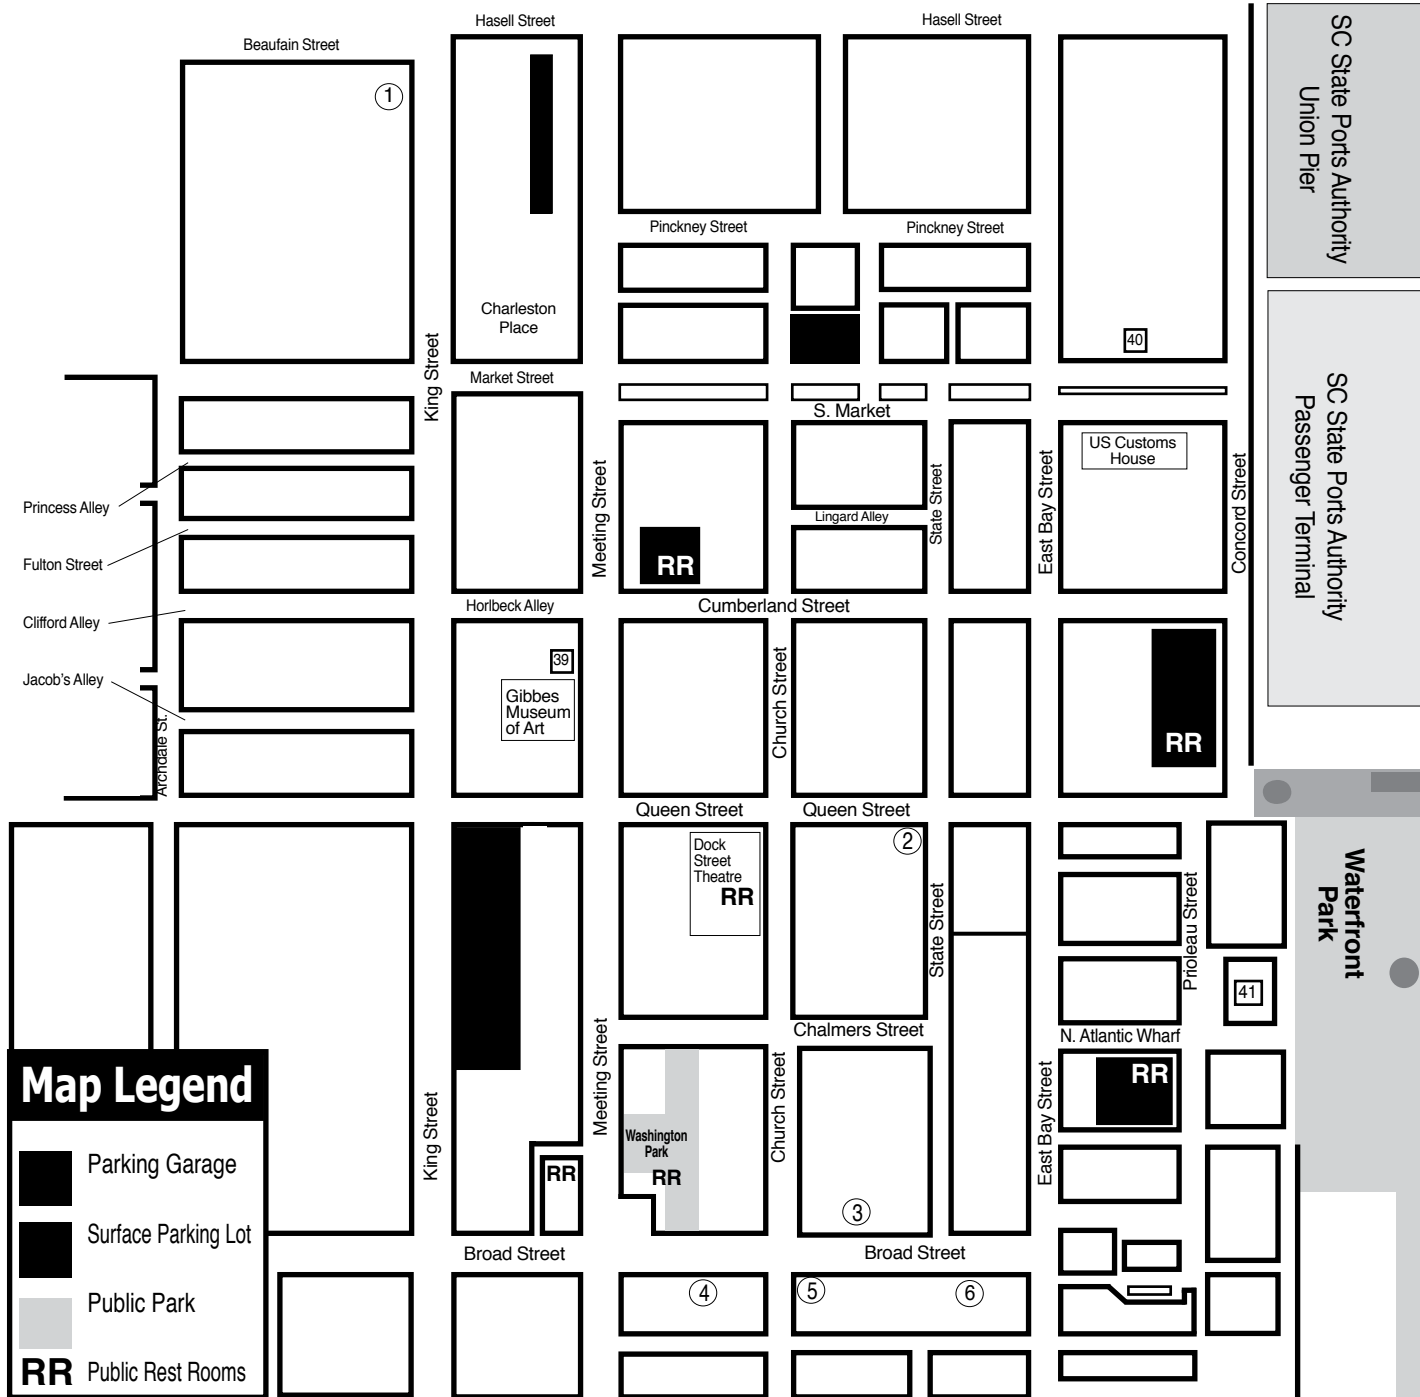 Hasell Street
Hasell Street
Beaufain Street
1
SC State Ports Authority
Union Pier
Pinckney Street
Pinckney Street
Charleston
Place
40
King Street
Market Street
S. Market
SC State Ports Authority
Passenger Terminal
US Customs
House
Meeting Street
State Street
East Bay Street
Concord Street
Princess Alley
Lingard Alley
RR
Fulton Street
Horlbeck Alley
Cumberland Street
Clifford Alley
39
Church Street
Jacob's Alley
Gibbes
Museum
of Art
RR
Archdale St.
Queen Street
Queen Street
2
Dock
Street
Theatre
RR
Waterfront
Park
State Street
Prioleau Street
41
Chalmers Street
N. Atlantic Wharf
Meeting Street
King Street
Church Street
East Bay Street
RR
Washington
Park
RR
RR
3
Broad Street
Broad Street
4
5
6
Map Legend
Parking Garage
Surface Parking Lot
Public Park
RR Public Rest Rooms